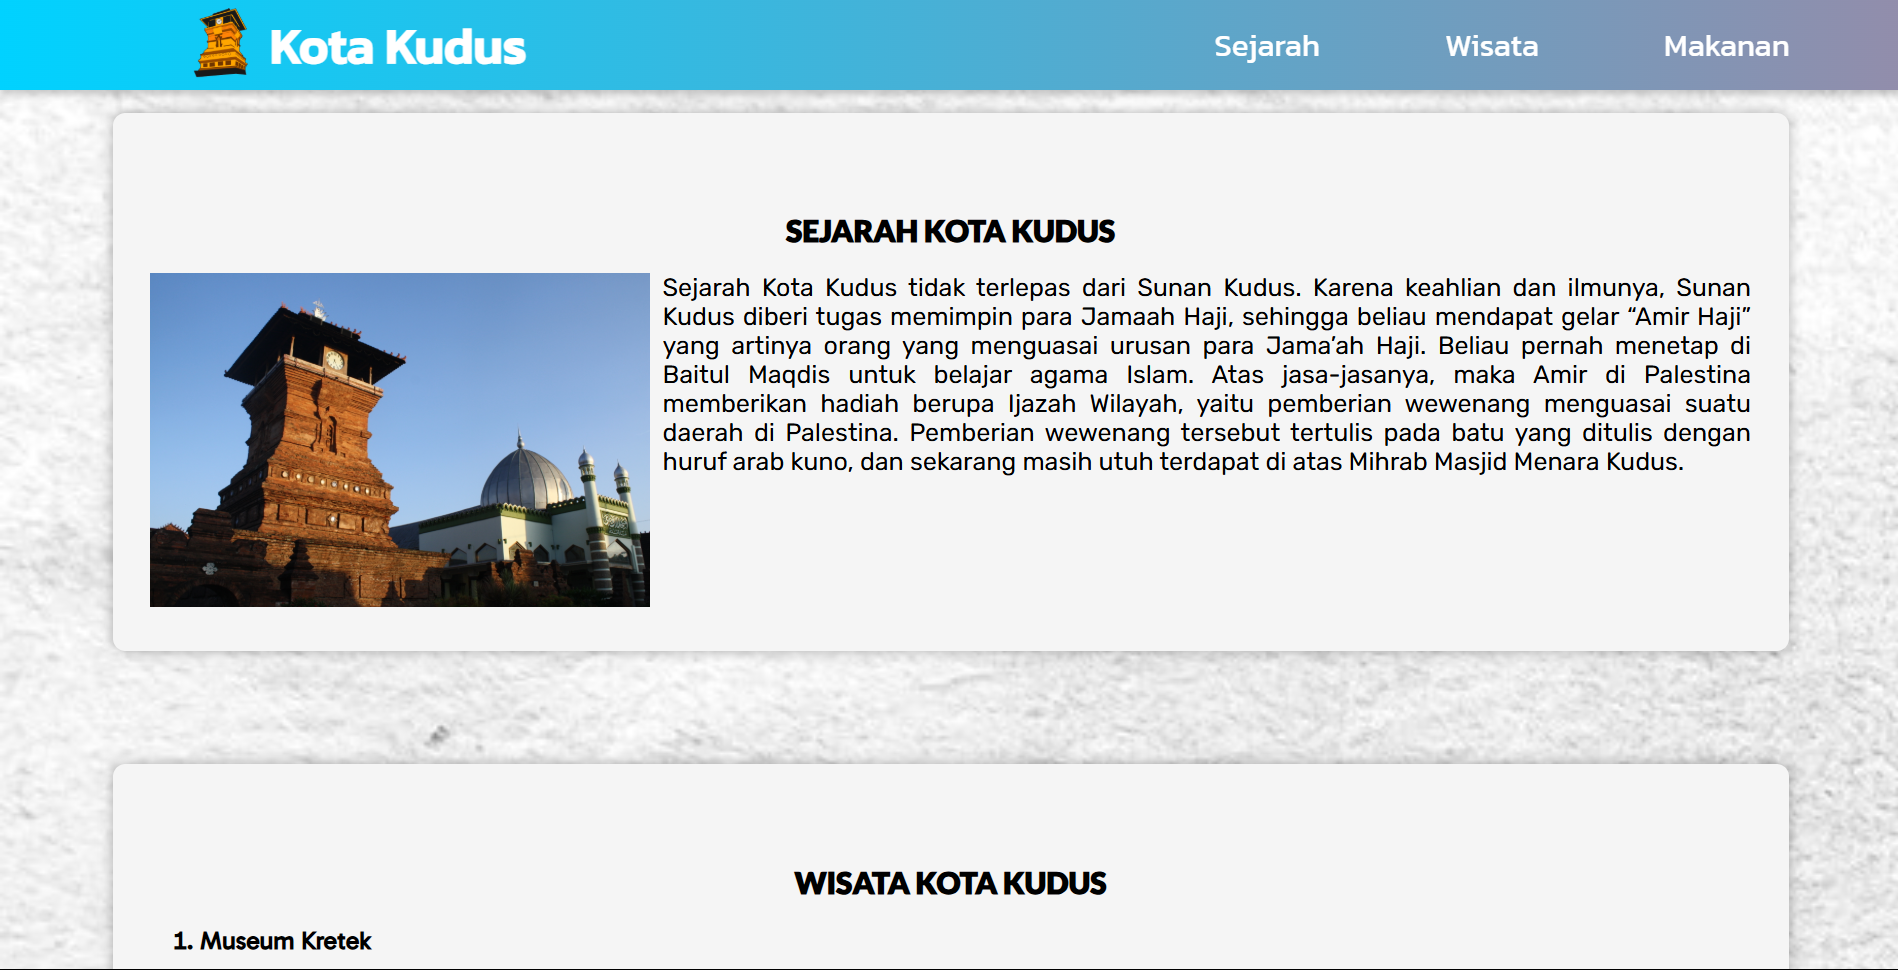 Kota Kudus
Sejarah
Wisata
Makanan
SEJARAH KOTA KUDUS
Sejarah Kota Kudus tidak terlepas dari Sunan Kudus. Karena keahlian dan ilmunya, Sunan
Kudus diberi tugas memimpin para Jamaah Haji, sehingga beliau mendapat gelar “Amir Haji”
yang artinya orang yang menguasai urusan para Jama’ah Haji. Beliau pernah menetap di
Baitul Maqdis untuk belajar agama Islam. Atas jasa-jasanya, maka Amir di Palestina
memberikan hadiah berupa Ijazah Wilayah, yaitu pemberian wewenang menguasai suatu
daerah di Palestina. Pemberian wewenang tersebut tertulis pada batu yang ditulis dengan
huruf arab kuno, dan sekarang masih utuh terdapat di atas Mihrab Masjid Menara Kudus.
WISATA KOTA KUDUS
1. Museum Kretek